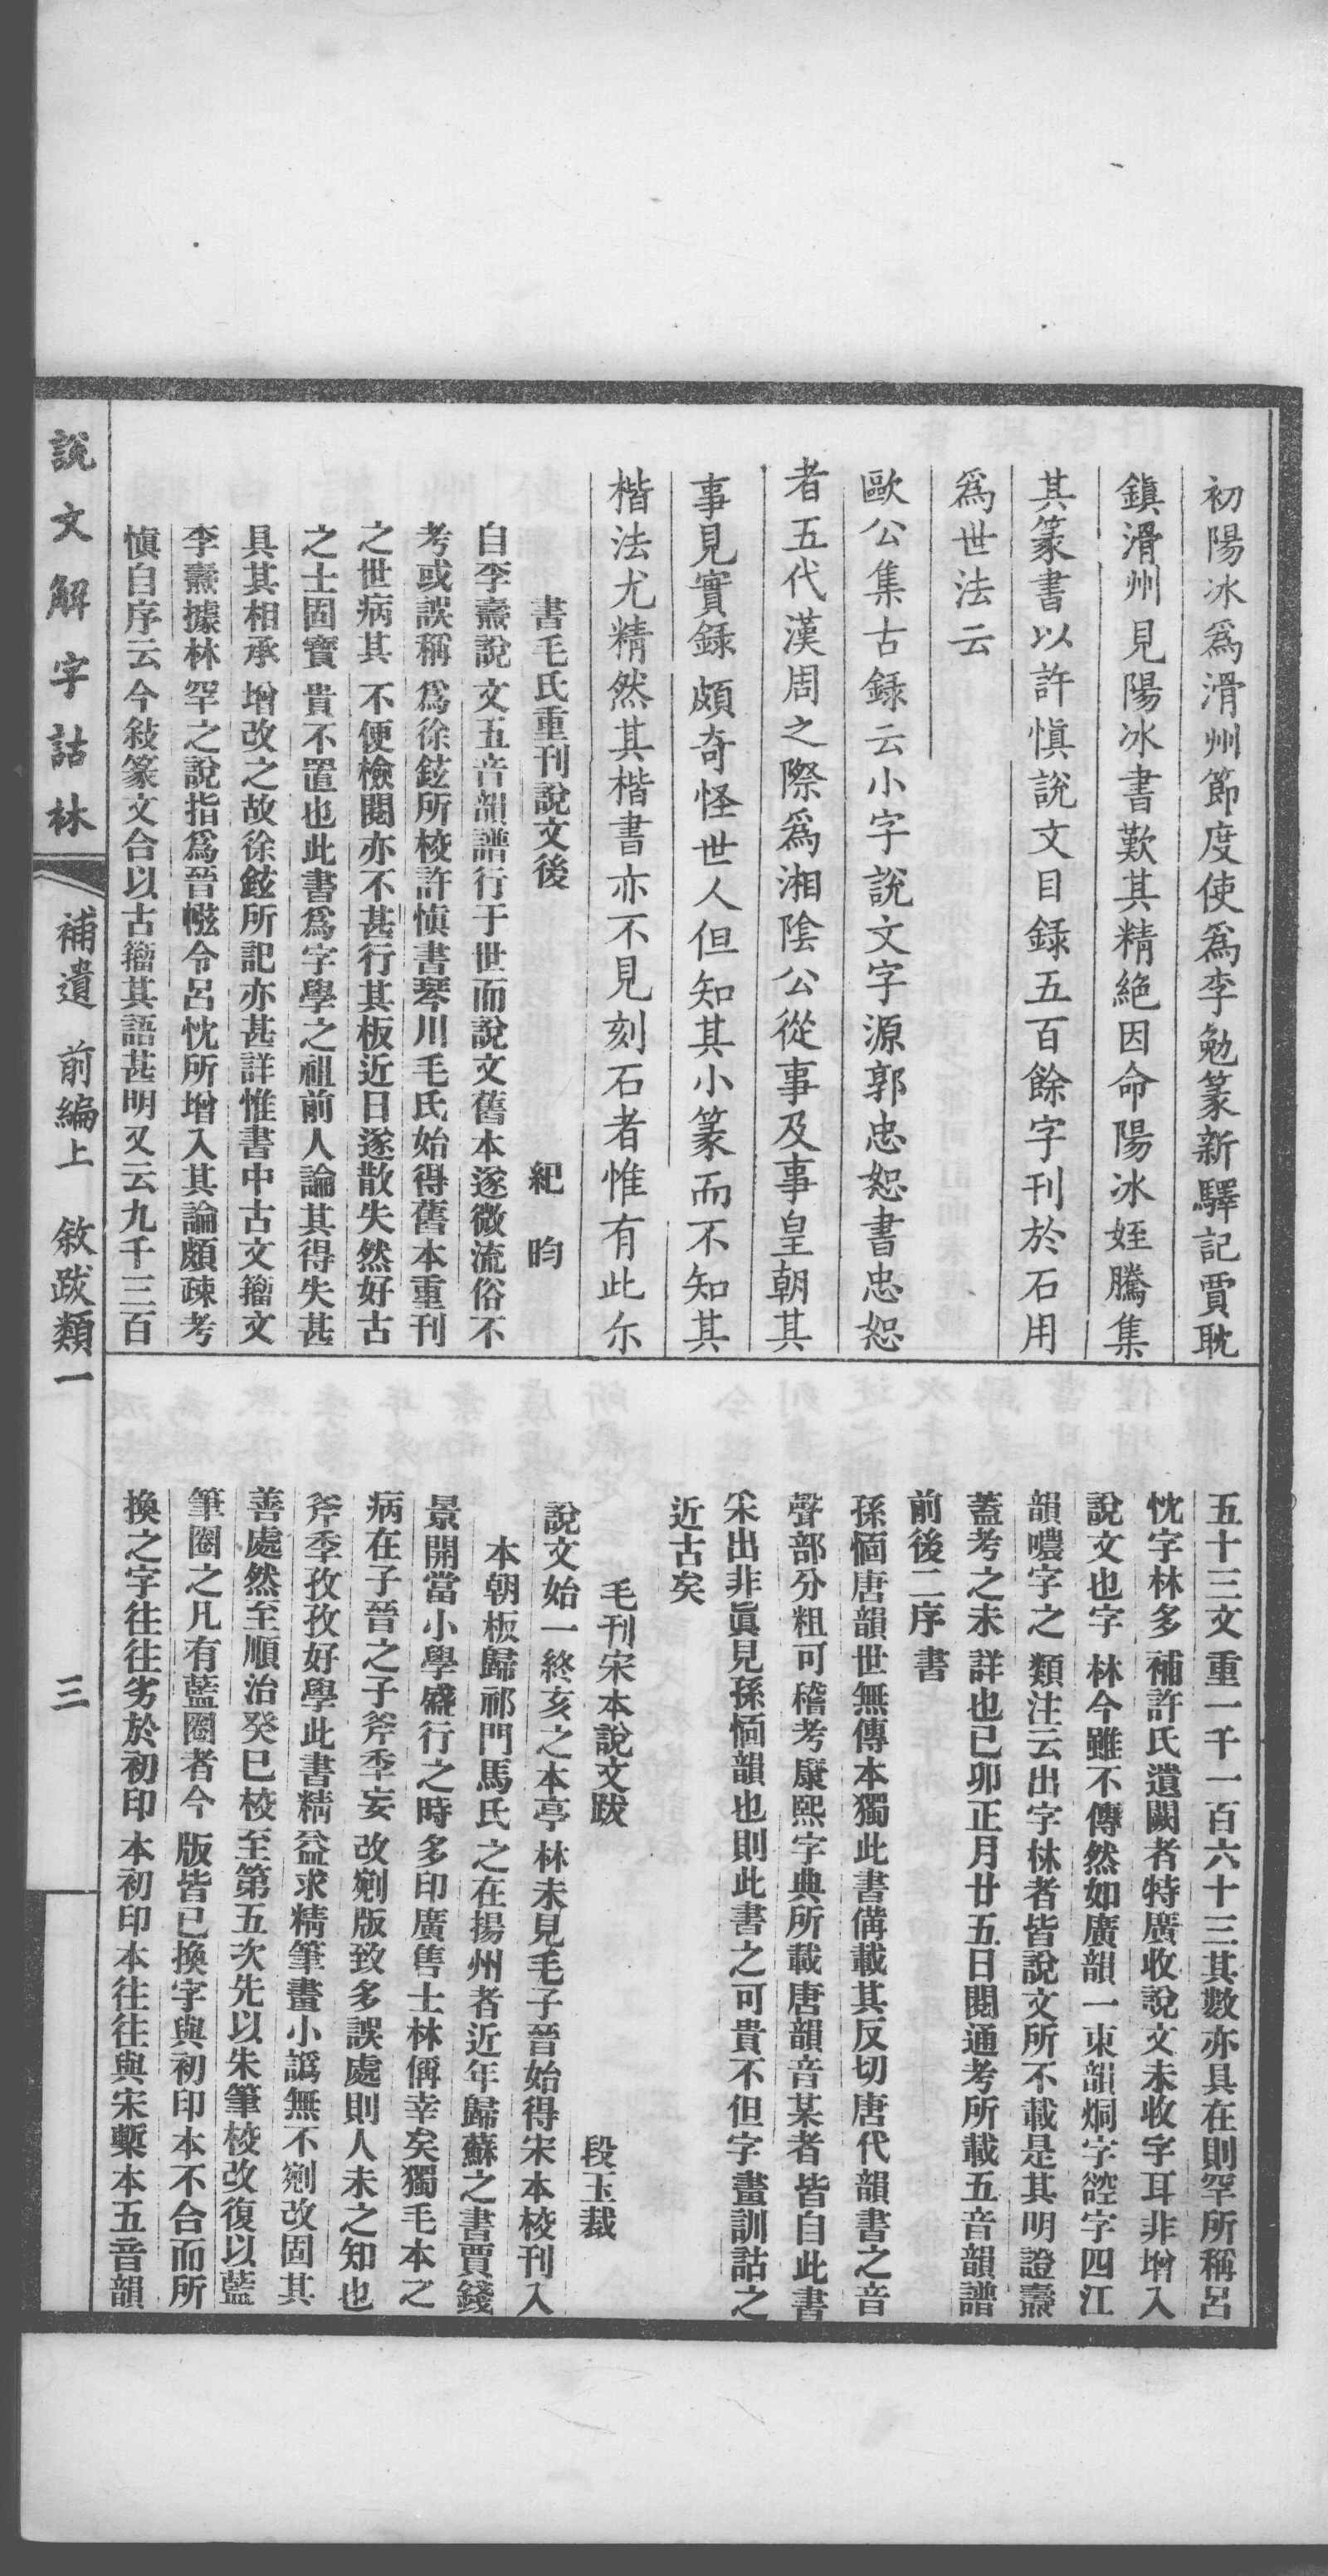 初陽冰爲滑州節度使爲李勉篆新驛記賈耽
鎭滑州見陽冰書歎其精絶因命陽冰姪騰集
其篆書以許愼說文目録五百餘字刊於石用
爲世法云
歐公集古録云小字說文字源郭忠恕書忠恕
者五代漢周之際爲湘陰公從事及事皇朝其
事見實録頗奇怪世人但知其小篆而不知其
楷法尤精然其楷書亦不見刻石者惟有此尒
書毛氏重刊說文後
紀昀
自李燾說文五音韻譜行于世而說文舊本遂微流俗不
考或誤稱爲徐鉉所校許愼書琴川毛氏始得舊本重刊
之世病其不便檢閱亦不甚行其板近日遂散失然好古
之士固寶貴不置也此書爲字學之祖前人論其得失甚
具其相承增改之故徐鉉所記亦甚詳惟書中古文籀文
李燾據林罕之說指爲晉㡭令呂忱所增入其論頗疎考
愼自序云今敍篆文合以古籀其語甚明又云九千三百
五十三文重一千一百六十三其數亦具在則罕所稱呂
忱字林多補許氏遺闕者特廣收說文未收字耳非增入
說文也字林今雖不傳然如廣韻一東韻烔字谾字四江
韻噥字之類注云出字林者皆說文所不載是其明證燾
蓋考之未詳也已卯正月廿五日閱通考所載五音韻譜
前後二序書
孫愐唐韻世無傳本獨此書備載其反切唐代韻書之音
聲部分粗可稽考康熙字典所載唐韻音某者皆自此書
宷出非眞見孫愐韻也則此書之可貴不但字畫訓詁之
近古矣
毛刊宋本說文跋
段玉裁
說文始一終亥之本亭林未見毛子晉始得宋本校刊入
本朝板歸祁門馬氏之在揚州者近年歸蘇之書賈錢
景開當小學盛行之時多印廣售士林偁幸矣獨毛本之
病在子晉之子斧季妄改剜版致多誤處則人未之知也
斧季孜孜好學此書精益求精筆畫小譌無不剜改固其
善處然至順治癸巳校至第五次先以朱筆校改復以藍
筆圈之凡有藍圈者今版皆已換字與初印本不合而所
換之字往往劣於初印本初印本往往與宋槧本五音韻
說文解字詁林
補遺 前編上 敘跋類一
三